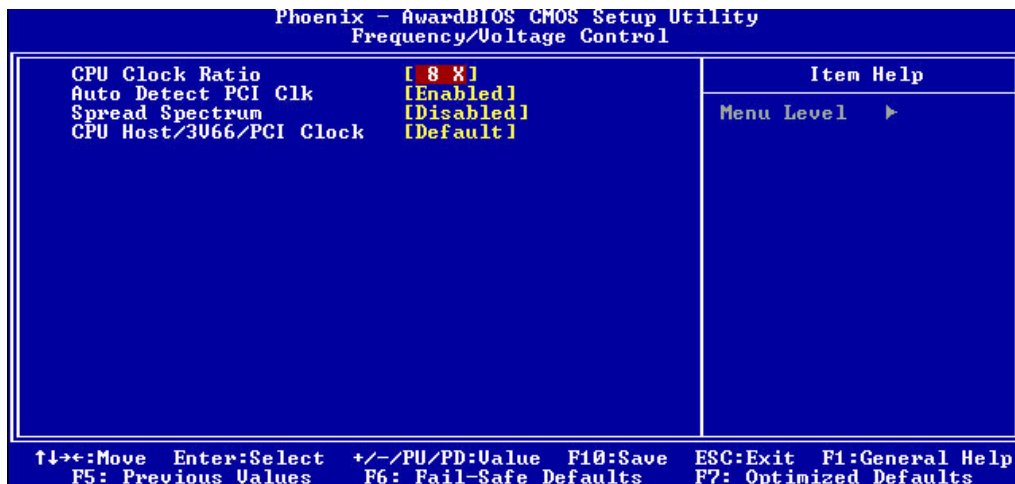 Phoenix - AwardBIOS CMOS Setup Utility
Frequency/Voltage Control
CPU Clock Ratio [ 8 X]
Auto Detect PCI Clk [Enabled]
Spread Spectrum [Disabled]
CPU Host/3V66/PCI Clock [Default]
Item Help
Menu Level ►
↑↓→←:Move Enter:Select +/-/PU/PD:Value F10:Save ESC:Exit F1:General Help
F5: Previous Values F6: Fail-Safe Defaults F7: Optimized Defaults